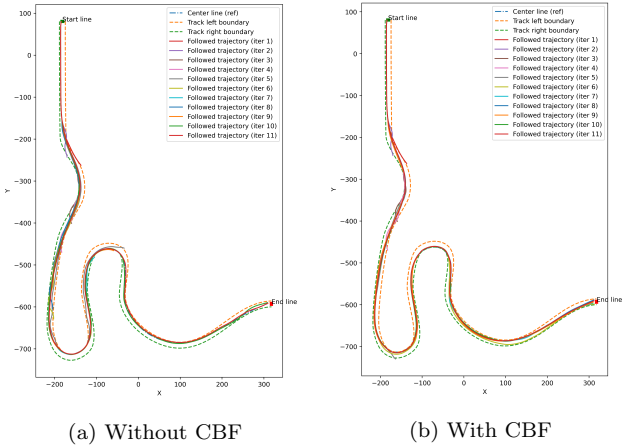 Start line
Center line (ref)
Track left boundary
Track right boundary
Followed trajectory (iter 1)
Followed trajectory (iter 2)
Followed trajectory (iter 3)
Followed trajectory (iter 4)
Followed trajectory (iter 5)
Followed trajectory (iter 6)
Followed trajectory (iter 7)
Followed trajectory (iter 8)
Followed trajectory (iter 9)
Followed trajectory (iter 10)
Followed trajectory (iter 11)
100
0
−100
−200
−300
−400
−500
−600
−700
Y
End line
−200
−100
0
100
200
300
X
(a) Without CBF
Start line
Center line (ref)
Track left boundary
Track right boundary
Followed trajectory (iter 1)
Followed trajectory (iter 2)
Followed trajectory (iter 3)
Followed trajectory (iter 4)
Followed trajectory (iter 5)
Followed trajectory (iter 6)
Followed trajectory (iter 7)
Followed trajectory (iter 8)
Followed trajectory (iter 9)
Followed trajectory (iter 10)
Followed trajectory (iter 11)
100
0
−100
−200
−300
−400
−500
−600
−700
Y
End line
−200
−100
0
100
200
300
X
(b) With CBF